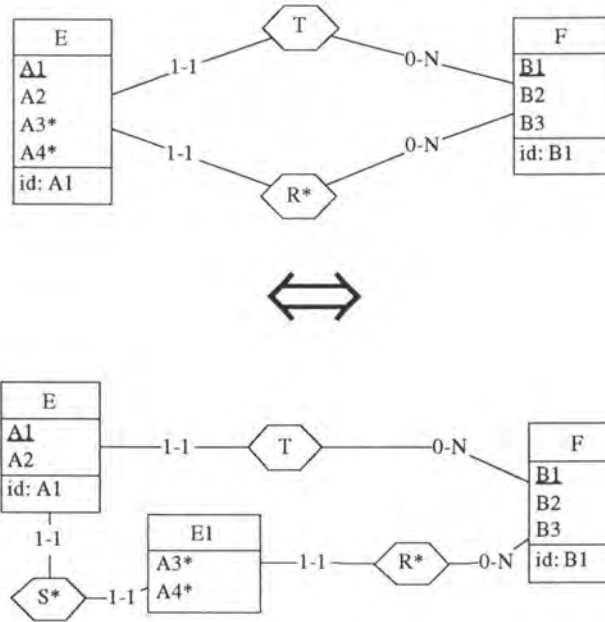 E
A1
A2
A3*
A4*
id: A1
1-1
T
0-N
1-1
R*
0-N
F
B1
B2
B3
id: B1
E
A1
A2
id: A1
1-1
T
0-N
F
B1
B2
B3
id: B1
1-1
S*
1-1
E1
A3*
A4*
1-1
R*
0-N